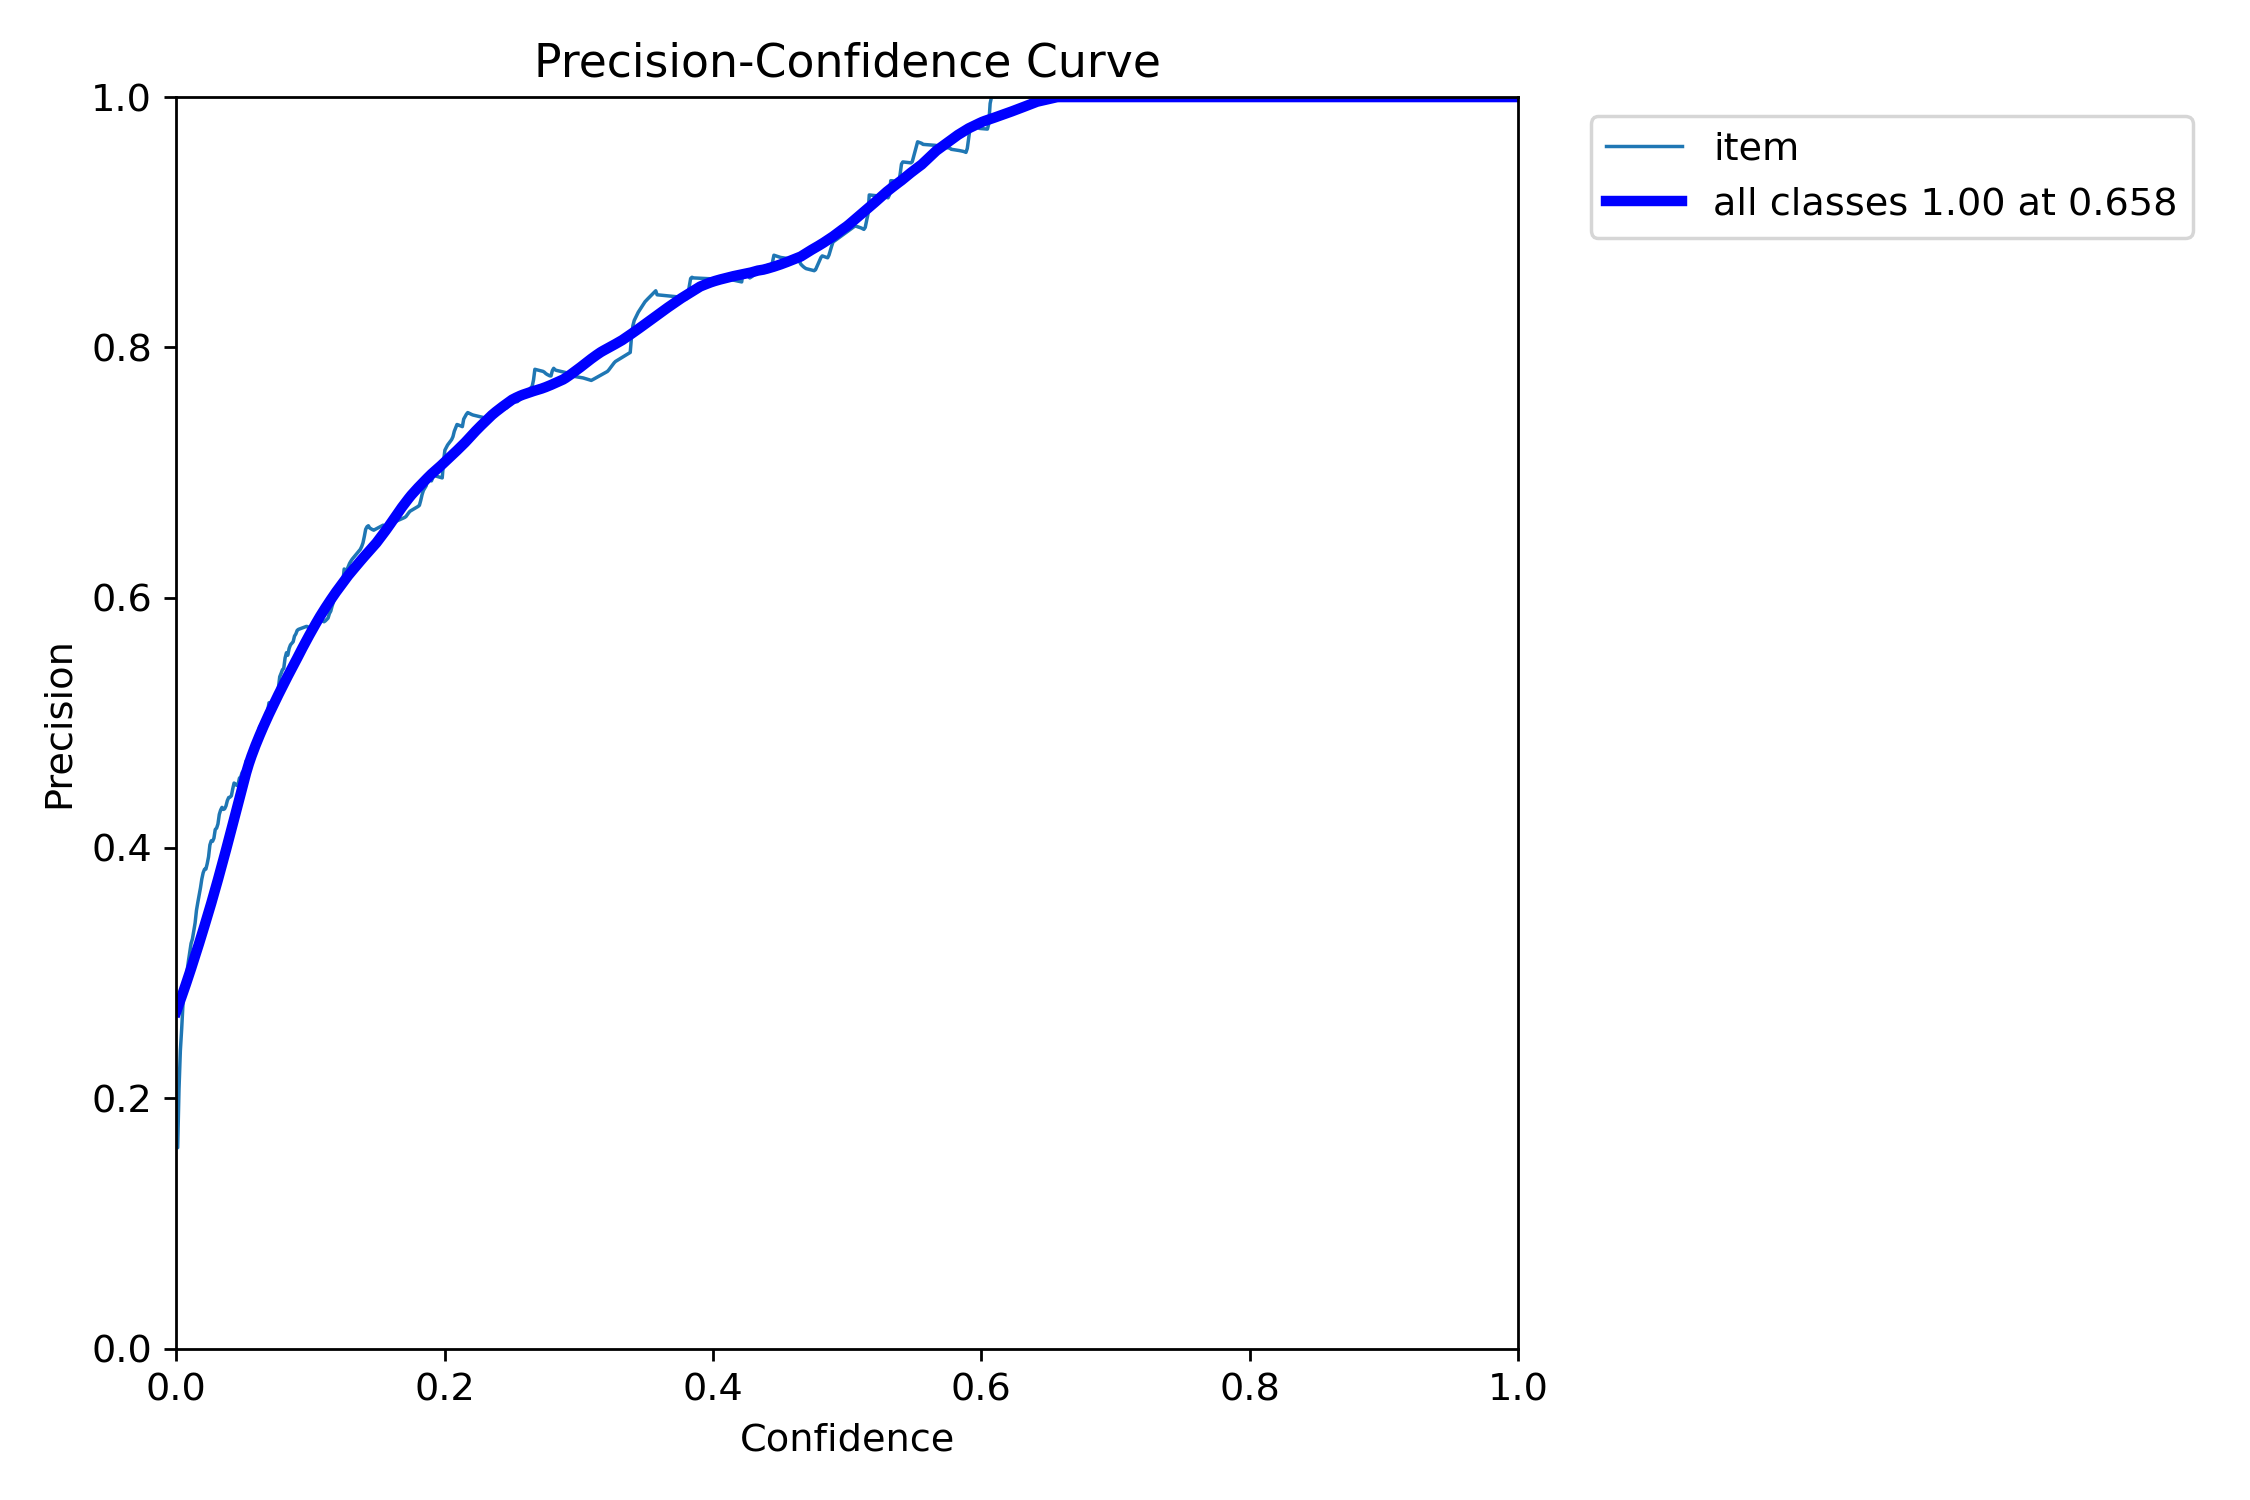 Precision-Confidence Curve
1.0
0.8
0.6
0.4
0.2
0.0
Precision
0.0 0.2 0.4 0.6 0.8 1.0
Confidence
item
all classes 1.00 at 0.658